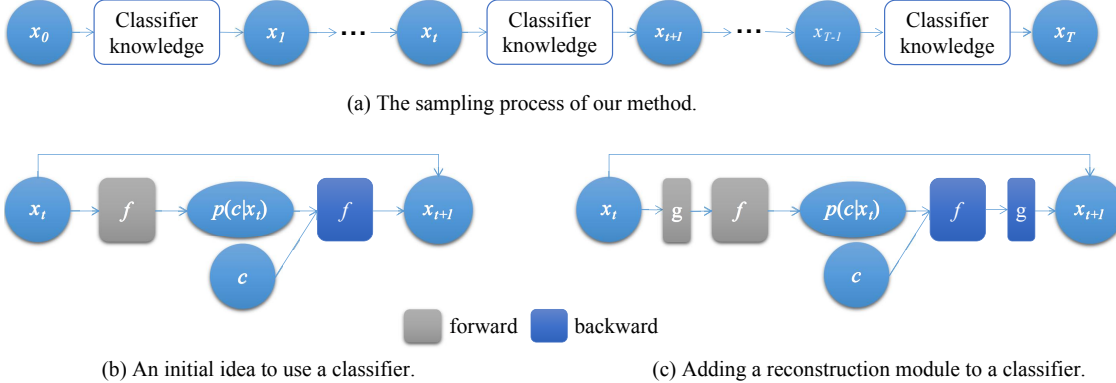 x0 Classifier knowledge x1 ... xt Classifier knowledge xt+1 ... xT-1 Classifier knowledge xT
(a) The sampling process of our method.
xt f p(c|xt) f xt+1
c
xt g f p(c|xt) f g xt+1
c
forward backward
(b) An initial idea to use a classifier.
(c) Adding a reconstruction module to a classifier.